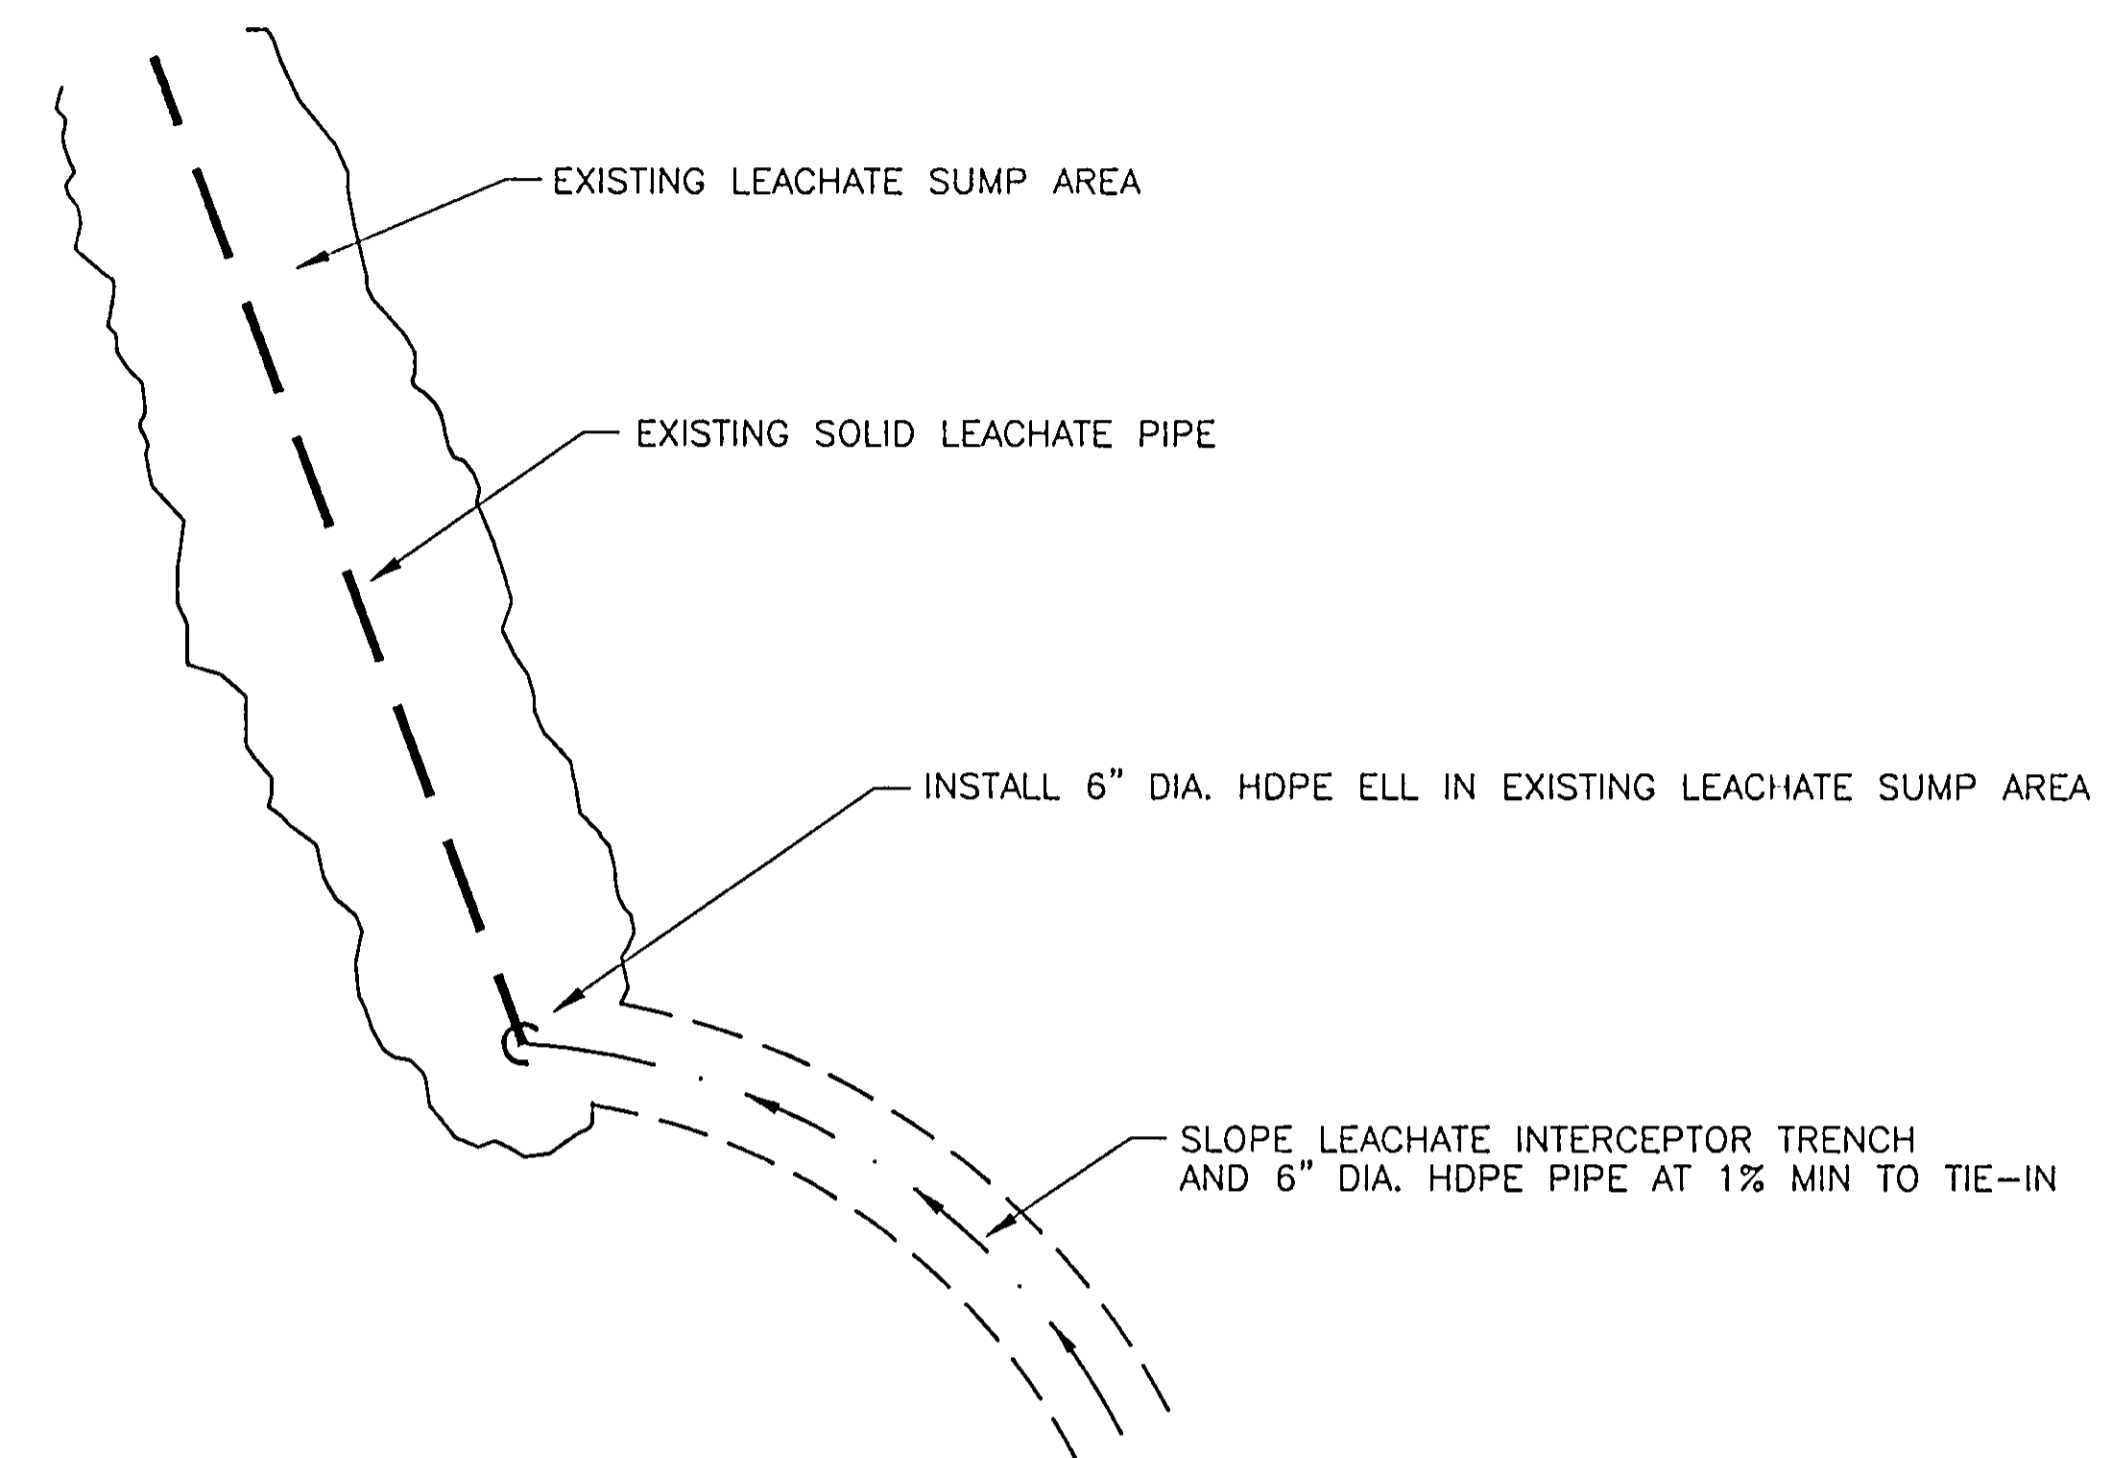 EXISTING LEACHATE SUMP AREA
EXISTING SOLID LEACHATE PIPE
INSTALL 6" DIA. HDPE ELL IN EXISTING LEACHATE SUMP AREA
SLOPE LEACHATE INTERCEPTOR TRENCH
AND 6" DIA. HDPE PIPE AT 1% MIN TO TIE-IN